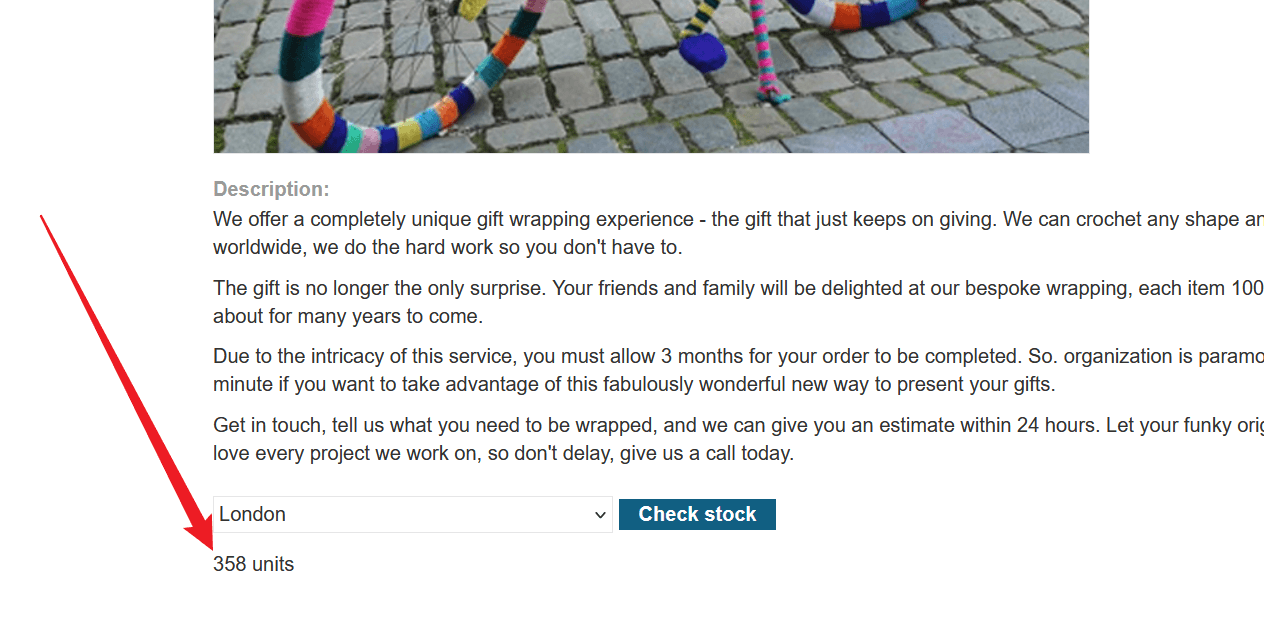 Description:
We offer a completely unique gift wrapping experience - the gift that just keeps on giving. We can crochet any shape an
worldwide, we do the hard work so you don't have to.
The gift is no longer the only surprise. Your friends and family will be delighted at our bespoke wrapping, each item 100
about for many years to come.
Due to the intricacy of this service, you must allow 3 months for your order to be completed. So. organization is paramo
minute if you want to take advantage of this fabulously wonderful new way to present your gifts.
Get in touch, tell us what you need to be wrapped, and we can give you an estimate within 24 hours. Let your funky orig
love every project we work on, so don't delay, give us a call today.
London
Check stock
358 units